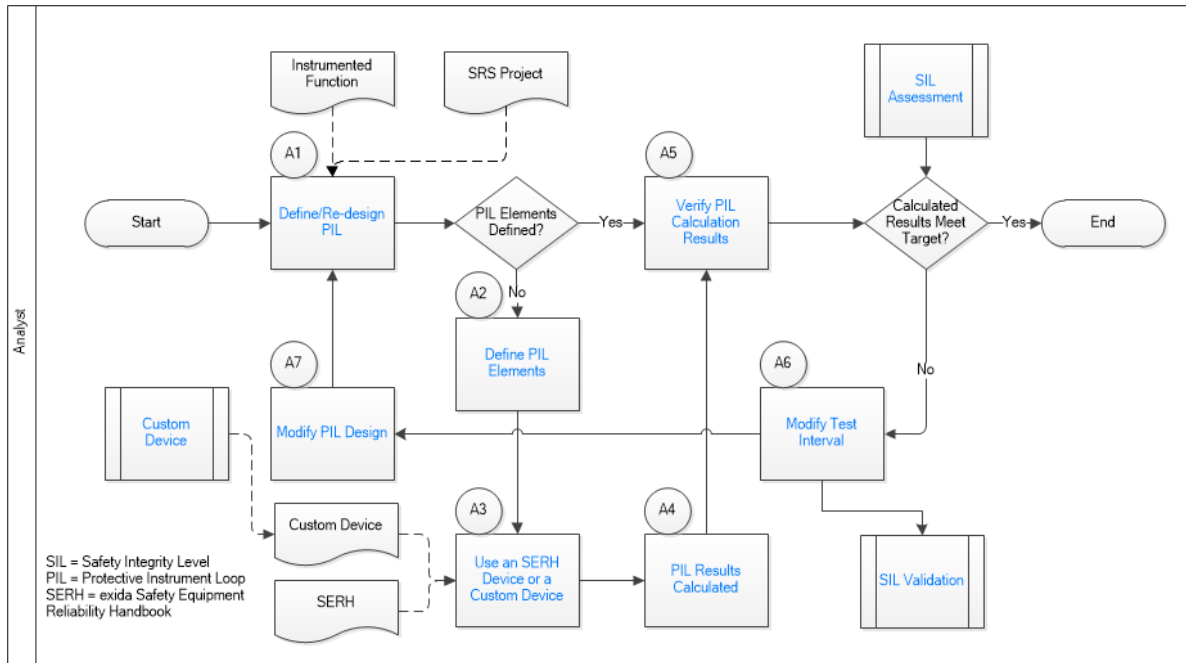 Analyst
Instrumented
Function
SRS Project
SIL
Assessment
A1
A5
Start
Define/Re-design
PIL
PIL Elements
Defined?
Yes
Verify PIL
Calculation
Results
Calculated
Results Meet
Target?
Yes
End
No
A2
Define PIL
Elements
No
A7
A6
Custom
Device
Modify PIL Design
Modify Test
Interval
A3
A4
Custom Device
Use an SERH
Device or a
Custom Device
PIL Results
Calculated
SIL Validation
SERH
SIL = Safety Integrity Level
PIL = Protective Instrument Loop
SERH = exida Safety Equipment
Reliability Handbook